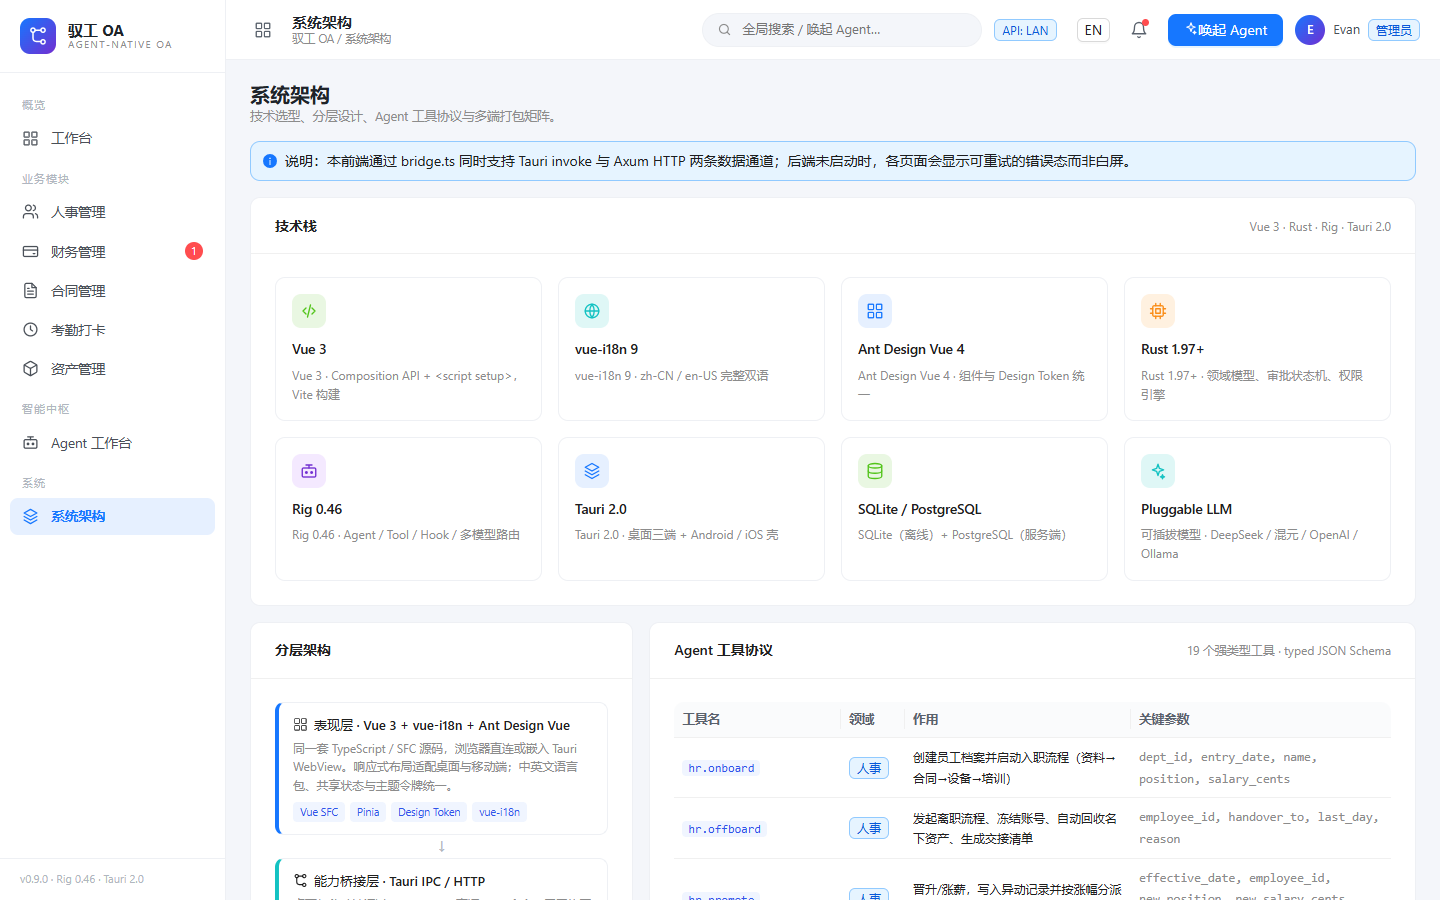 驭工 OA
AGENT-NATIVE OA
概览
工作台
业务模块
人事管理
财务管理
1
合同管理
考勤打卡
资产管理
智能中枢
Agent 工作台
系统
系统架构
v0.9.0 · Rig 0.46 · Tauri 2.0
系统架构
驭工 OA / 系统架构
全局搜索 / 唤起 Agent...
API: LAN
EN
唤起 Agent
E
Evan
管理员
系统架构
技术选型、分层设计、Agent 工具协议与多端打包矩阵。
说明：本前端通过 bridge.ts 同时支持 Tauri invoke 与 Axum HTTP 两条数据通道；后端未启动时，各页面会显示可重试的错误态而非白屏。
技术栈
Vue 3 · Rust · Rig · Tauri 2.0
Vue 3
Vue 3 · Composition API + <script setup>，
Vite 构建
vue-i18n 9
vue-i18n 9 · zh-CN / en-US 完整双语
Ant Design Vue 4
Ant Design Vue 4 · 组件与 Design Token 统
一
Rust 1.97+
Rust 1.97+ · 领域模型、审批状态机、权限
引擎
Rig 0.46
Rig 0.46 · Agent / Tool / Hook / 多模型路由
Tauri 2.0
Tauri 2.0 · 桌面三端 + Android / iOS 壳
SQLite / PostgreSQL
SQLite（离线）+ PostgreSQL（服务端）
Pluggable LLM
可插拔模型 · DeepSeek / 混元 / OpenAI /
Ollama
分层架构
表现层 · Vue 3 + vue-i18n + Ant Design Vue
同一套 TypeScript / SFC 源码，浏览器直连或嵌入 Tauri
WebView。响应式布局适配桌面与移动端；中英文语言
包、共享状态与主题令牌统一。
Vue SFC
Pinia
Design Token
vue-i18n
↓
能力桥接层 · Tauri IPC / HTTP
Agent 工具协议
19 个强类型工具 · typed JSON Schema
工具名
领域
作用
关键参数
hr.onboard
人事
创建员工档案并启动入职流程（资料→
合同→设备→培训）
dept_id, entry_date, name,
position, salary_cents
hr.offboard
人事
发起离职流程、冻结账号、自动回收名
下资产、生成交接清单
employee_id, handover_to, last_day,
reason
hr.promote
人事
晋升/涨薪，写入异动记录并按涨幅分派
effective_date, employee_id,
new_position, new_salary_cents